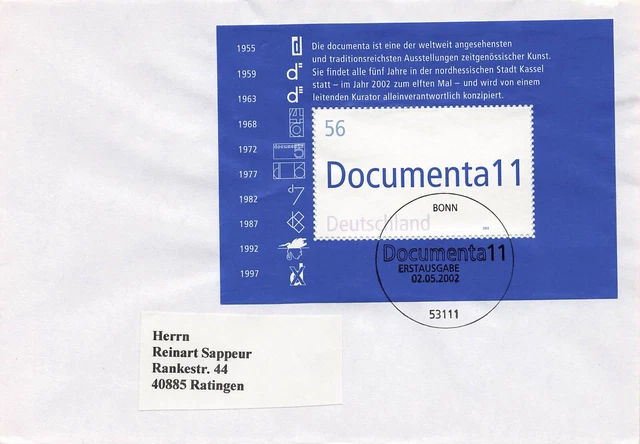 1955
1959
1963
1968
1972
1977
1982
1987
1992
1997
Die documenta ist eine der weltweit angesehensten
und traditionsreichsten Ausstellungen zeitgenössischer Kunst.
Sie findet alle fünf Jahre in der nordhessischen Stadt Kassel
statt – im Jahr 2002 zum elften Mal – und wird von einem
leitenden Kurator alleinverantwortlich konzipiert.
56
Documenta11
Deutschland
BONN
Documenta11
ERSTAUSGABE
02.05.2002
53111
Herrn
Reinart Sappeur
Rankestr. 44
40885 Ratingen